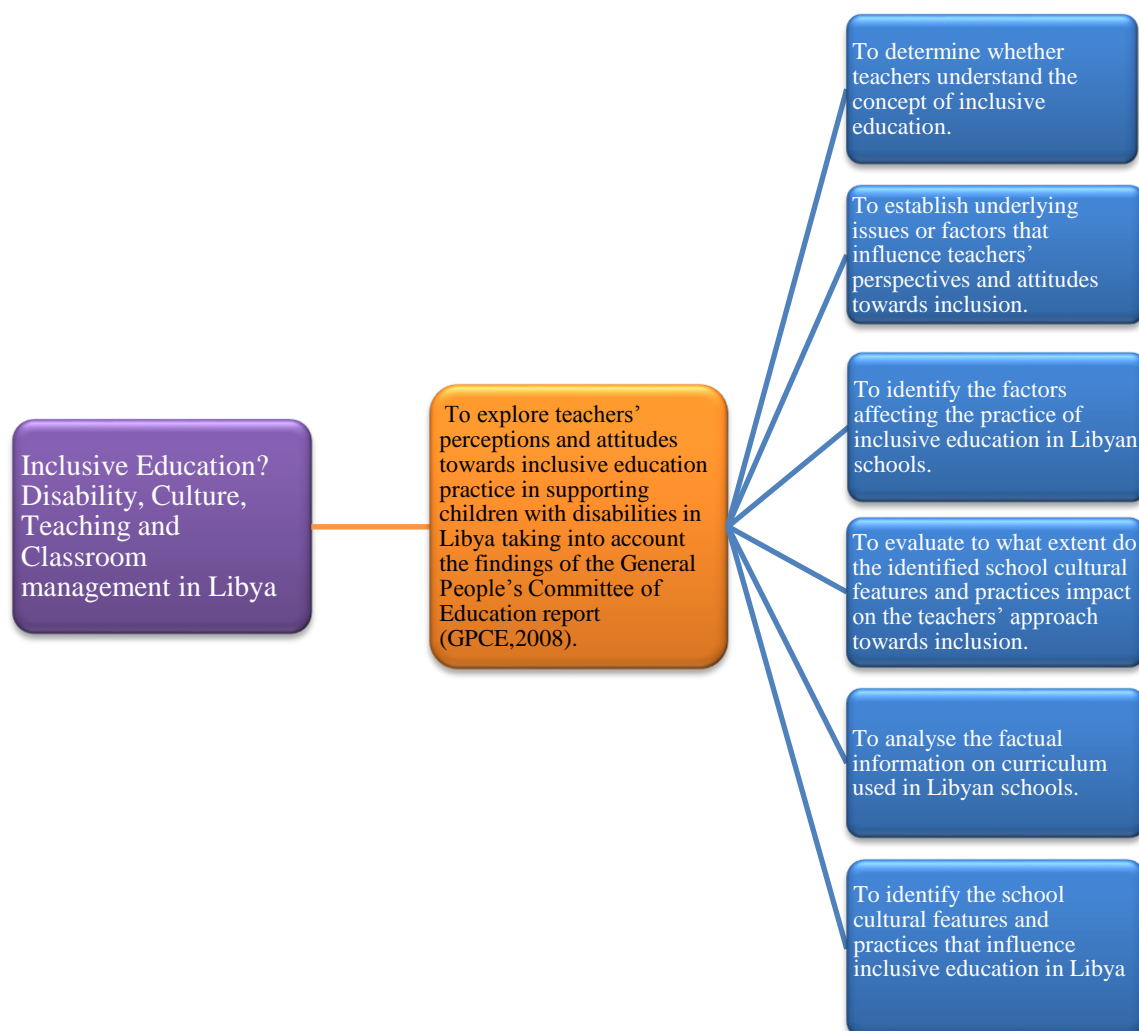 Inclusive Education?
Disability, Culture,
Teaching and
Classroom
management in Libya
To explore teachers’
perceptions and attitudes
towards inclusive education
practice in supporting
children with disabilities in
Libya taking into account
the findings of the General
People’s Committee of
Education report
(GPCE,2008).
To determine whether
teachers understand the
concept of inclusive
education.
To establish underlying
issues or factors that
influence teachers’
perspectives and attitudes
towards inclusion.
To identify the factors
affecting the practice of
inclusive education in Libyan
schools.
To evaluate to what extent do
the identified school cultural
features and practices impact
on the teachers’ approach
towards inclusion.
To analyse the factual
information on curriculum
used in Libyan schools.
To identify the school
cultural features and
practices that influence
inclusive education in Libya